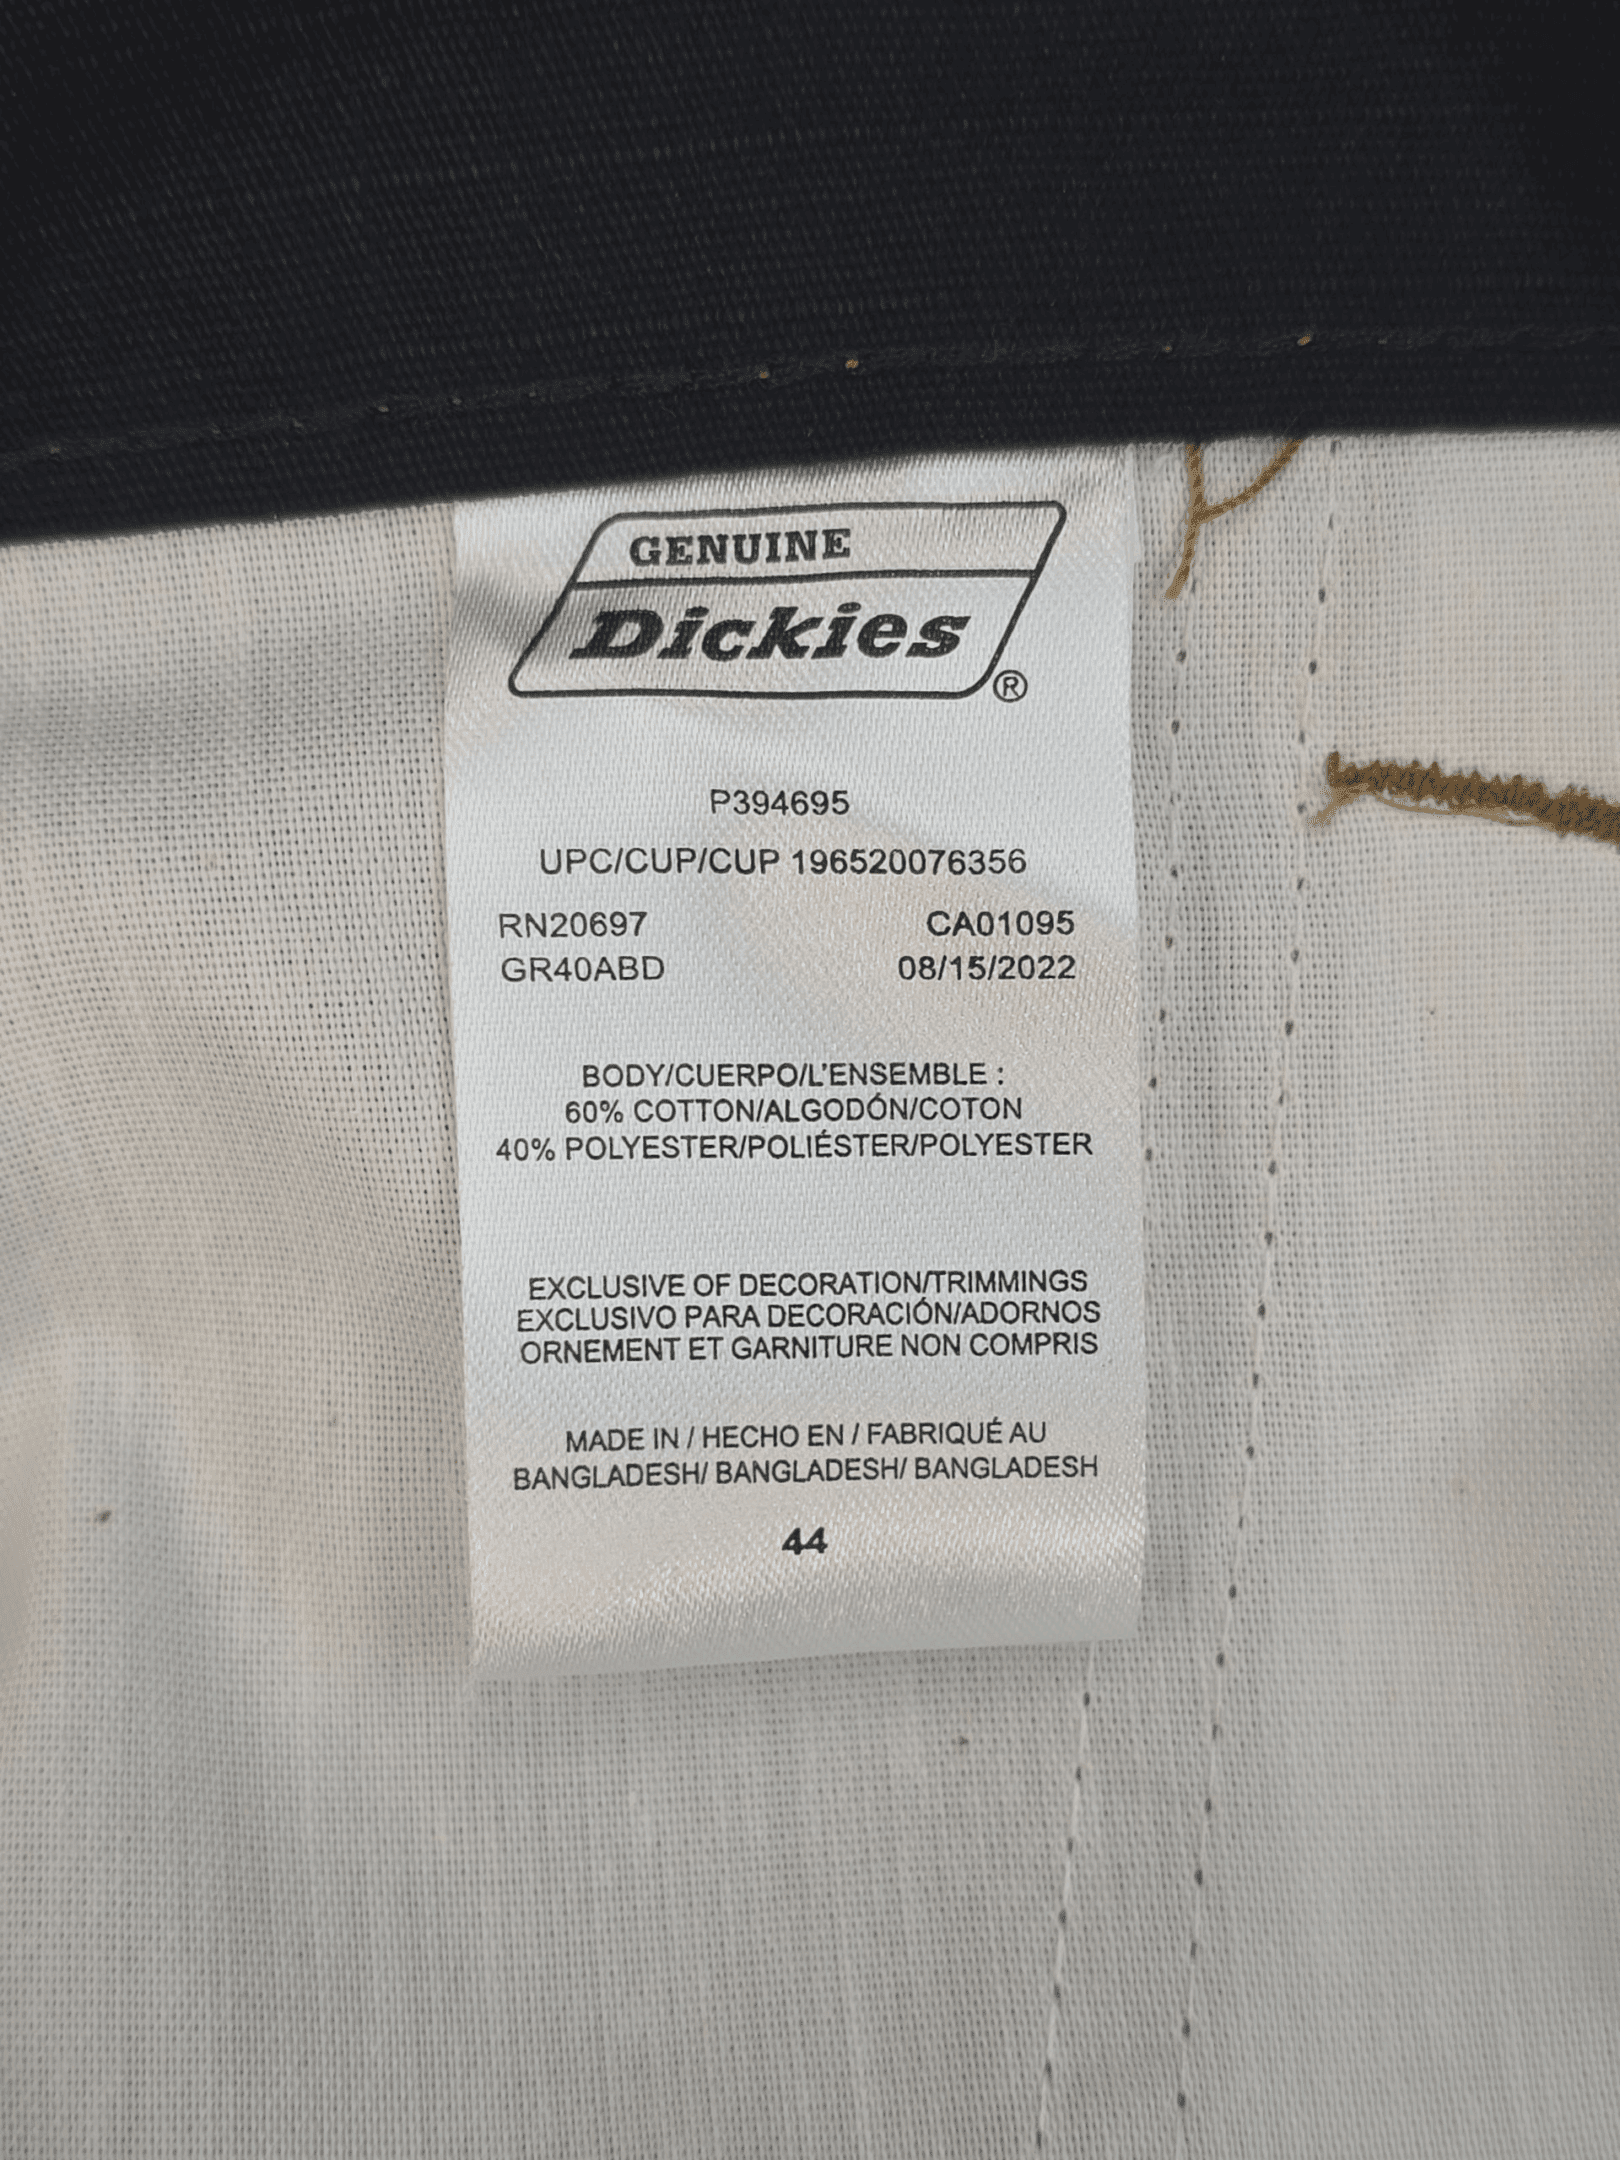 GENUINE
Dickies
®
P394695
UPC/CUP/CUP 196520076356
RN20697 CA01095
GR40ABD 08/15/2022
BODY/CUERPO/L'ENSEMBLE :
60% COTTON/ALGODÓN/COTON
40% POLYESTER/POLIÉSTER/POLYESTER
EXCLUSIVE OF DECORATION/TRIMMINGS
EXCLUSIVO PARA DECORACIÓN/ADORNOS
ORNEMENT ET GARNITURE NON COMPRIS
MADE IN / HECHO EN / FABRIQUÉ AU
BANGLADESH/ BANGLADESH/ BANGLADESH
44